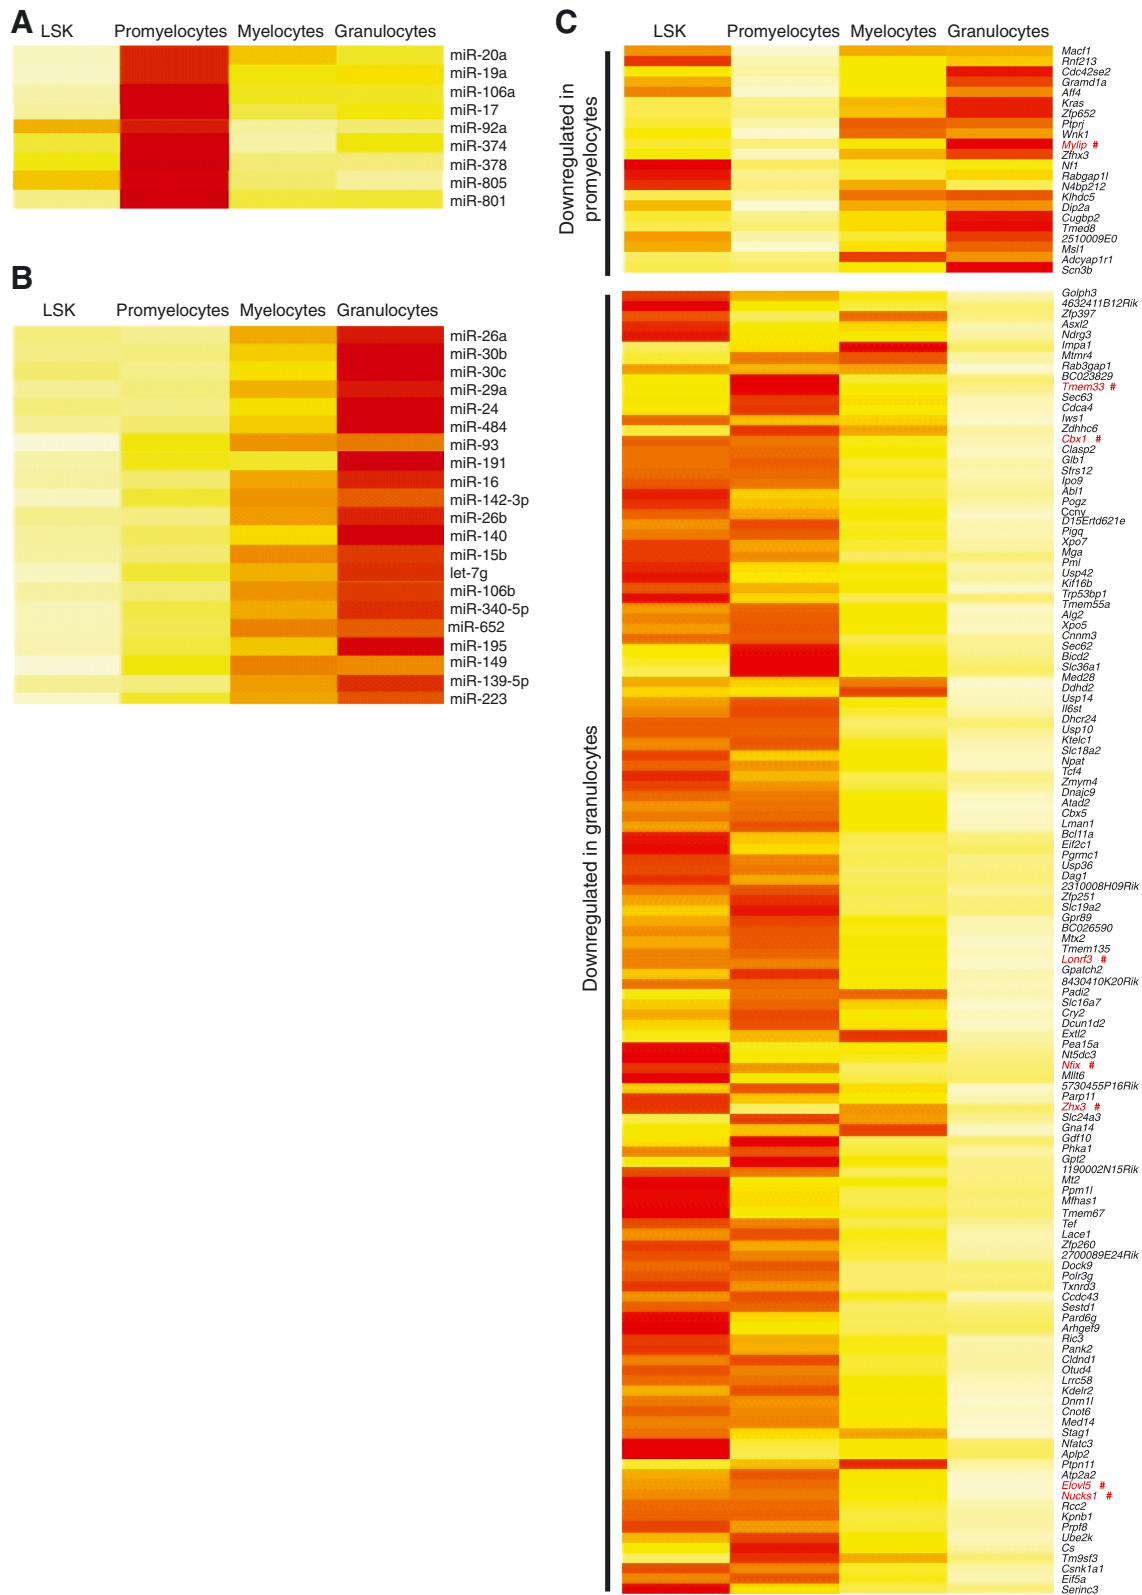 A
LSK Promyelocytes Myelocytes Granulocytes
miR-20a
miR-19a
miR-106a
miR-17
miR-92a
miR-374
miR-378
miR-805
miR-801
B
LSK Promyelocytes Myelocytes Granulocytes
miR-26a
miR-30b
miR-30c
miR-29a
miR-24
miR-484
miR-93
miR-191
miR-16
miR-142-3p
miR-26b
miR-140
miR-15b
let-7g
miR-106b
miR-340-5p
miR-652
miR-195
miR-149
miR-139-5p
miR-223
C
LSK Promyelocytes Myelocytes Granulocytes
Downregulated in
promyelocytes
Macf1
Rnf213
Cdc42se2
Gramd1a
Aff4
Kras
Zfp652
Ptprj
Wnk1
Mylip #
Zfhx3
Nf1
Rabgap1l
N4bp212
Klhdc5
Dip2a
Cugbp2
Tmed8
2510009E0
Msl1
Adcyap1r1
Scn3b
Downregulated in granulocytes
Golph3
4632411B12Rik
Zfp397
Asxl2
Ndrg3
Impa1
Mtmr4
Rab3gap1
BC023829
Tmem33 #
Sec63
Cdca4
Iws1
Zdhhc6
Cbx1 #
Clasp2
Glb1
Sfrs12
Ipo9
Abl1
Pogz
Ccny
D15Ertd621e
Pigq
Xpo7
Mga
Pml
Usp42
Kif16b
Trp53bp1
Tmem55a
Alg2
Xpo5
Cnnm3
Sec62
Bicd2
Slc36a1
Med28
Ddhd2
Usp14
Il6st
Dhcr24
Usp10
Ktelc1
Slc18a2
Npat
Tcf4
Zmym4
Dnajc9
Atad2
Cbx5
Lman1
Bcl11a
Eif2c1
Pgrmc1
Usp36
Dag1
2310008H09Rik
Zfp251
Slc19a2
Gpr89
BC026590
Mtx2
Tmem135
Lonrf3 #
Gpatch2
8430410K20Rik
Padi2
Slc16a7
Cry2
Dcun1d2
Extl2
Pea15a
Nt5dc3
Nfix #
Mllt6
5730455P16Rik
Parp11
Zhx3 #
Slc24a3
Gna14
Gdf10
Phka1
Gpt2
1190002N15Rik
Mt2
Ppm1l
Mfhas1
Tmem67
Tef
Lace1
Zfp260
2700089E24Rik
Dock9
Polr3g
Txnrd3
Ccdc43
Sestd1
Pard6g
Arhgef9
Ric3
Pank2
Cldnd1
Otud4
Lrrc58
Kdelr2
Dnm1l
Cnot6
Med14
Stag1
Nfatc3
Aplp2
Ptpn11
Atp2a2
Elovl5 #
Nucks1 #
Rcc2
Kpnb1
Prpf8
Ube2k
Cs
Tm9sf3
Csnk1a1
Eif5a
Serinc3